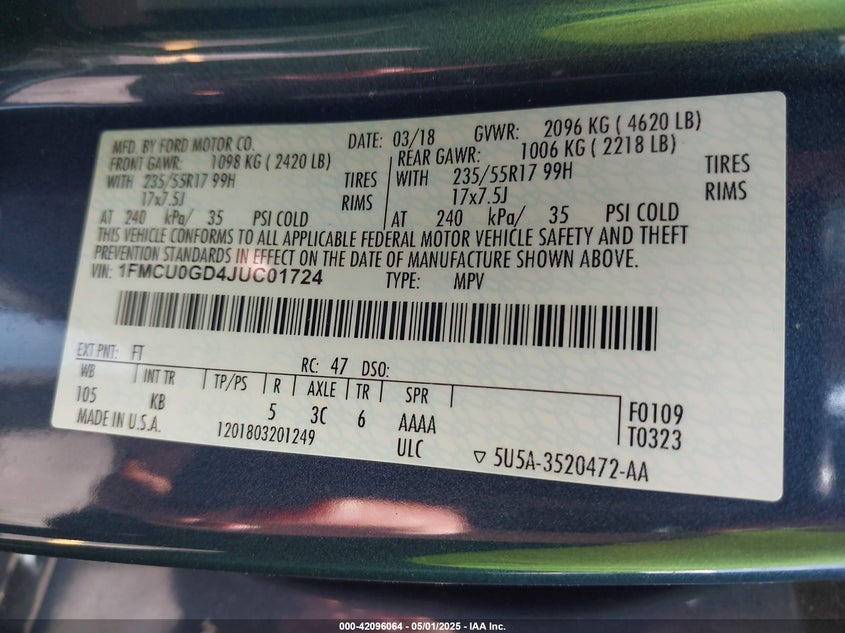 MFD. BY FORD MOTOR CO. DATE: 03/18 GVWR: 2096 KG ( 4620 LB)
FRONT GAWR: 1098 KG ( 2420 LB) REAR GAWR: 1006 KG ( 2218 LB)
WITH 235/55R17 99H TIRES WITH 235/55R17 99H TIRES
17x7.5J RIMS 17x7.5J RIMS
AT 240 kPa/ 35 PSI COLD AT 240 kPa/ 35 PSI COLD
THIS VEHICLE CONFORMS TO ALL APPLICABLE FEDERAL MOTOR VEHICLE SAFETY AND THEFT
PREVENTION STANDARDS IN EFFECT ON THE DATE OF MANUFACTURE SHOWN ABOVE.
VIN: 1FMCU0GD4JUC01724 TYPE: MPV
EXT PNT: FT RC: 47 DSO:
WB INT TR TP/PS R AXLE TR SPR
105 KB 5 3C 6 AAAA F0109
MADE IN U.S.A. 1201803201249 ULC T0323
5U5A-3520472-AA
000-42096064 - 05/01/2025 - IAA Inc.